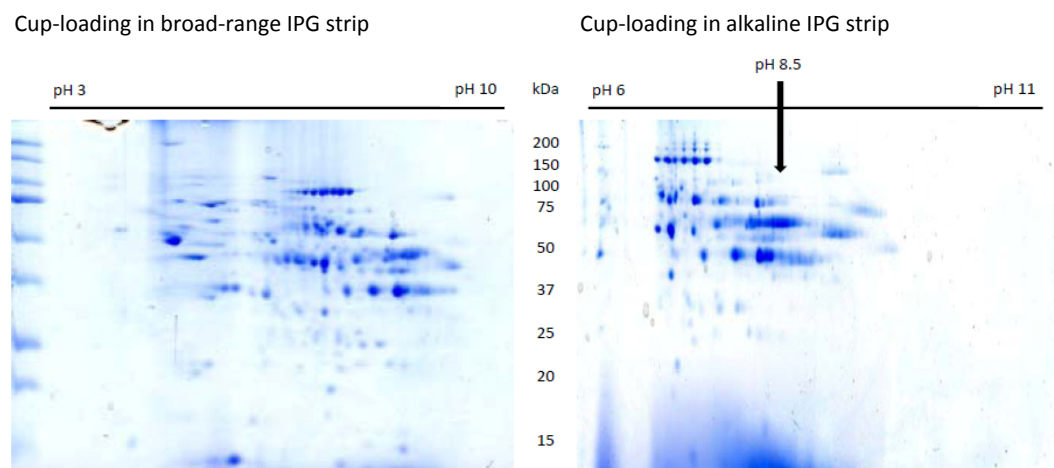 Cup-loading in broad-range IPG strip
Cup-loading in alkaline IPG strip
pH 8.5
pH 3
pH 10
kDa
pH 6
pH 11
200
150
100
75
50
37
25
20
15